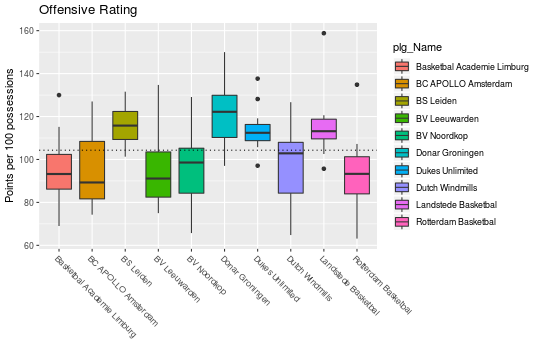 Offensive Rating
Points per 100 possessions
160
140
120
100
80
60
Basketbal Academie Limburg
BC APOLLO Amsterdam
BS Leiden
BV Leeuwarden
BV Noordkop
Donar Groningen
Dukes Unlimited
Dutch Windmills
Landstede Basketbal
Rotterdam Basketbal
plg_Name
Basketbal Academie Limburg
BC APOLLO Amsterdam
BS Leiden
BV Leeuwarden
BV Noordkop
Donar Groningen
Dukes Unlimited
Dutch Windmills
Landstede Basketbal
Rotterdam Basketbal